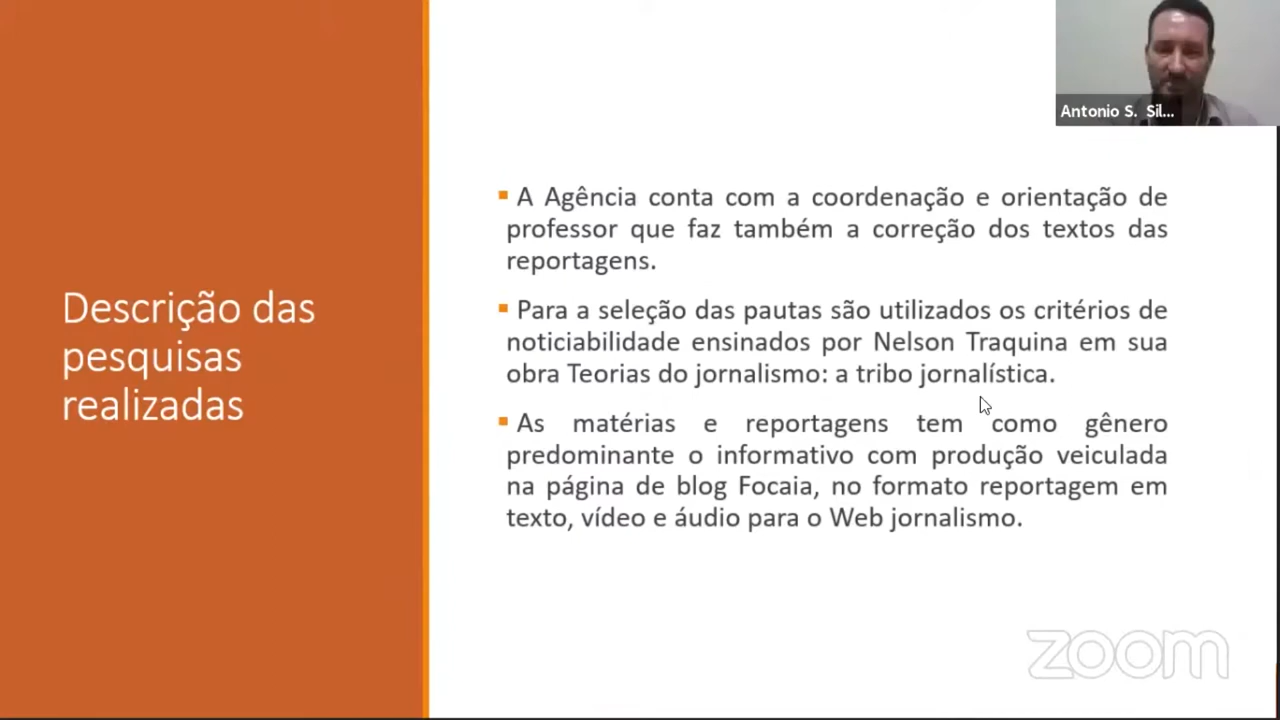 Antonio S. Sil...
Descrição das
pesquisas
realizadas
A Agência conta com a coordenação e orientação de
professor que faz também a correção dos textos das
reportagens.
Para a seleção das pautas são utilizados os critérios de
noticiabilidade ensinados por Nelson Traquina em sua
obra Teorias do jornalismo: a tribo jornalística.
As matérias e reportagens tem como gênero
predominante o informativo com produção veiculada
na página de blog Focaia, no formato reportagem em
texto, vídeo e áudio para o Web jornalismo.
zoom